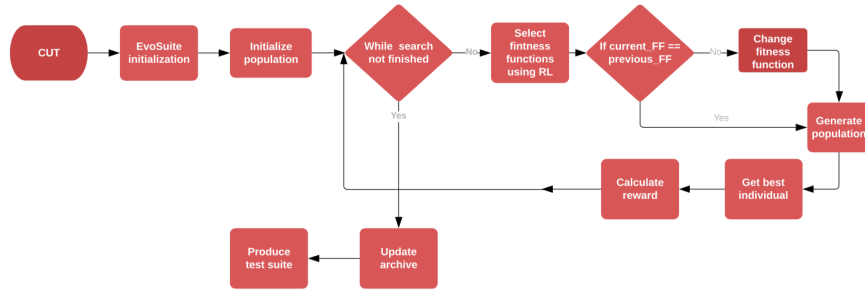 CUT
EvoSuite
initialization
Initialize
population
While search
not finished
No
Select
fintness
functions
using RL
If current_FF ==
previous_FF
No
Change
fitness
function
Yes
Yes
Generate
population
Calculate
reward
Get best
individual
Produce
test suite
Update
archive